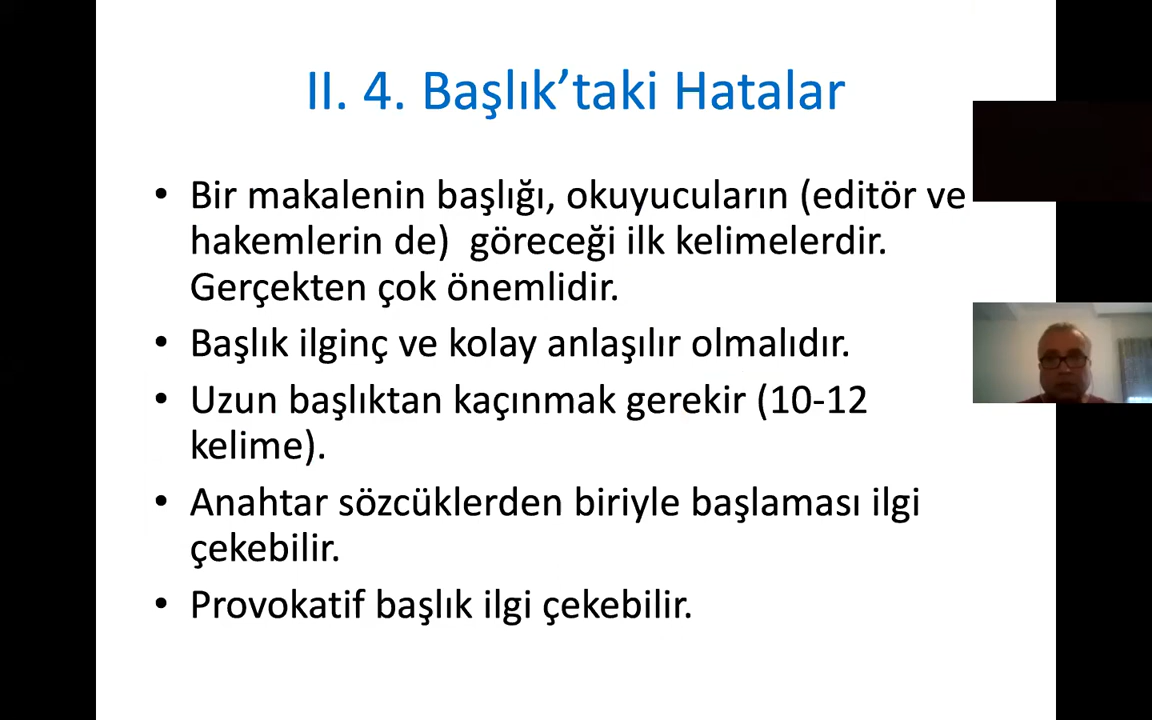 II. 4. Başlık’taki Hatalar
• Bir makalenin başlığı, okuyucuların (editör ve
hakemlerin de)  göreceği ilk kelimelerdir.
Gerçekten çok önemlidir.
• Başlık ilginç ve kolay anlaşılır olmalıdır.
• Uzun başlıktan kaçınmak gerekir (10-12
kelime).
• Anahtar sözcüklerden biriyle başlaması ilgi
çekebilir.
• Provokatif başlık ilgi çekebilir.